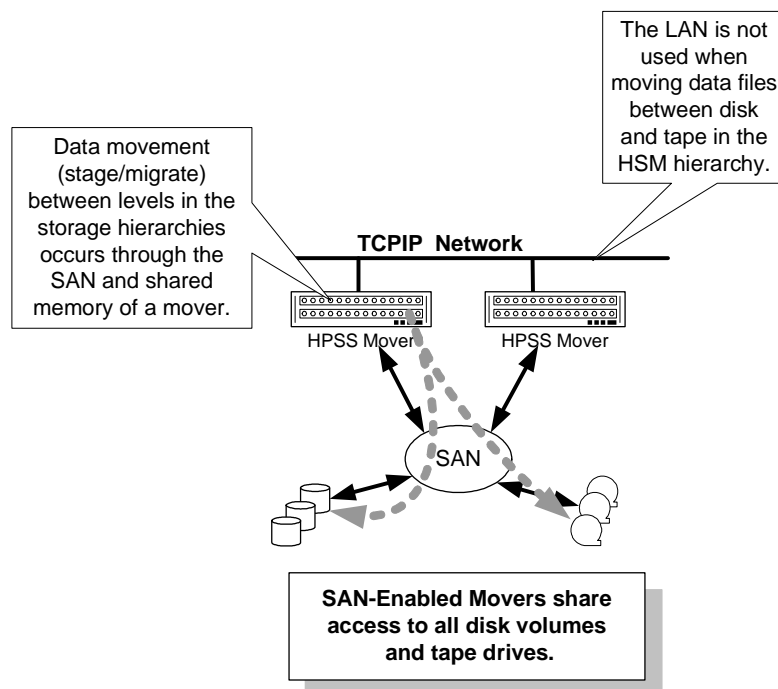 The LAN is not
used when
moving data files
between disk
and tape in the
HSM hierarchy.
Data movement
(stage/migrate)
between levels in the
storage hierarchies
occurs through the
SAN and shared
memory of a mover.
TCPIP Network
HPSS Mover
HPSS Mover
SAN
SAN-Enabled Movers share
access to all disk volumes
and tape drives.